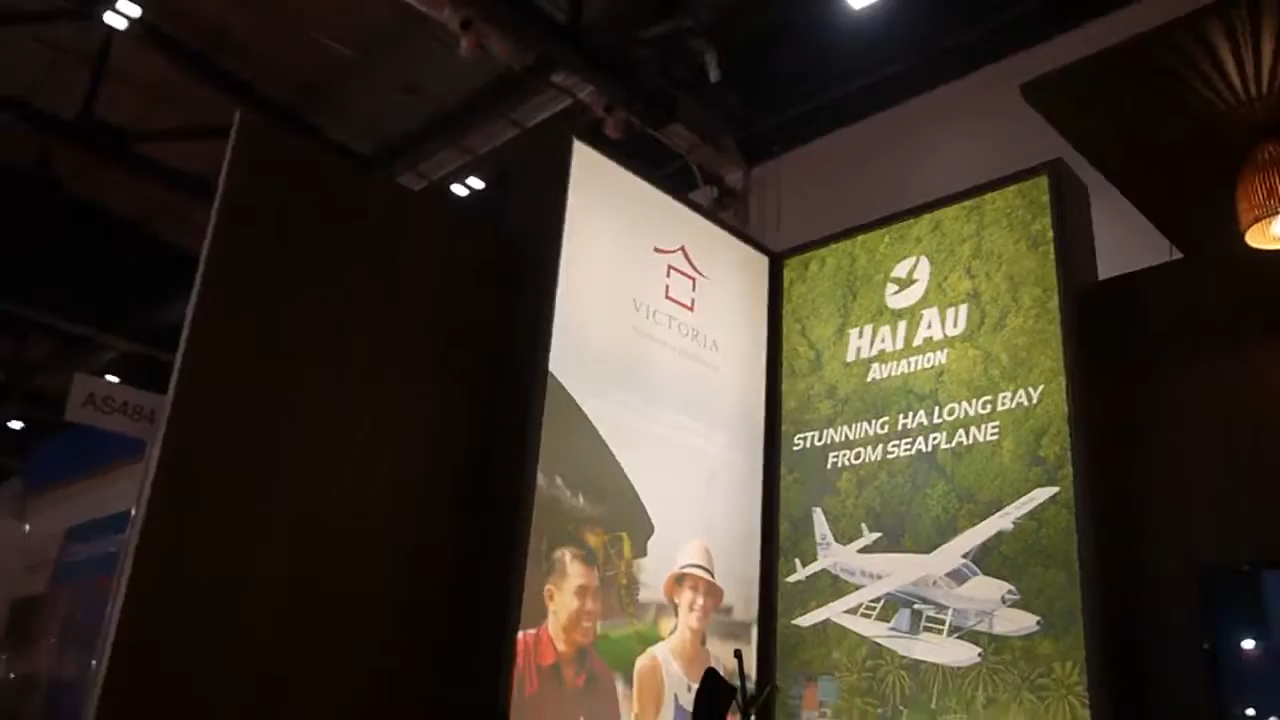 AS484
VICTORIA
HAI AU
AVIATION
STUNNING HA LONG BAY
FROM SEAPLANE